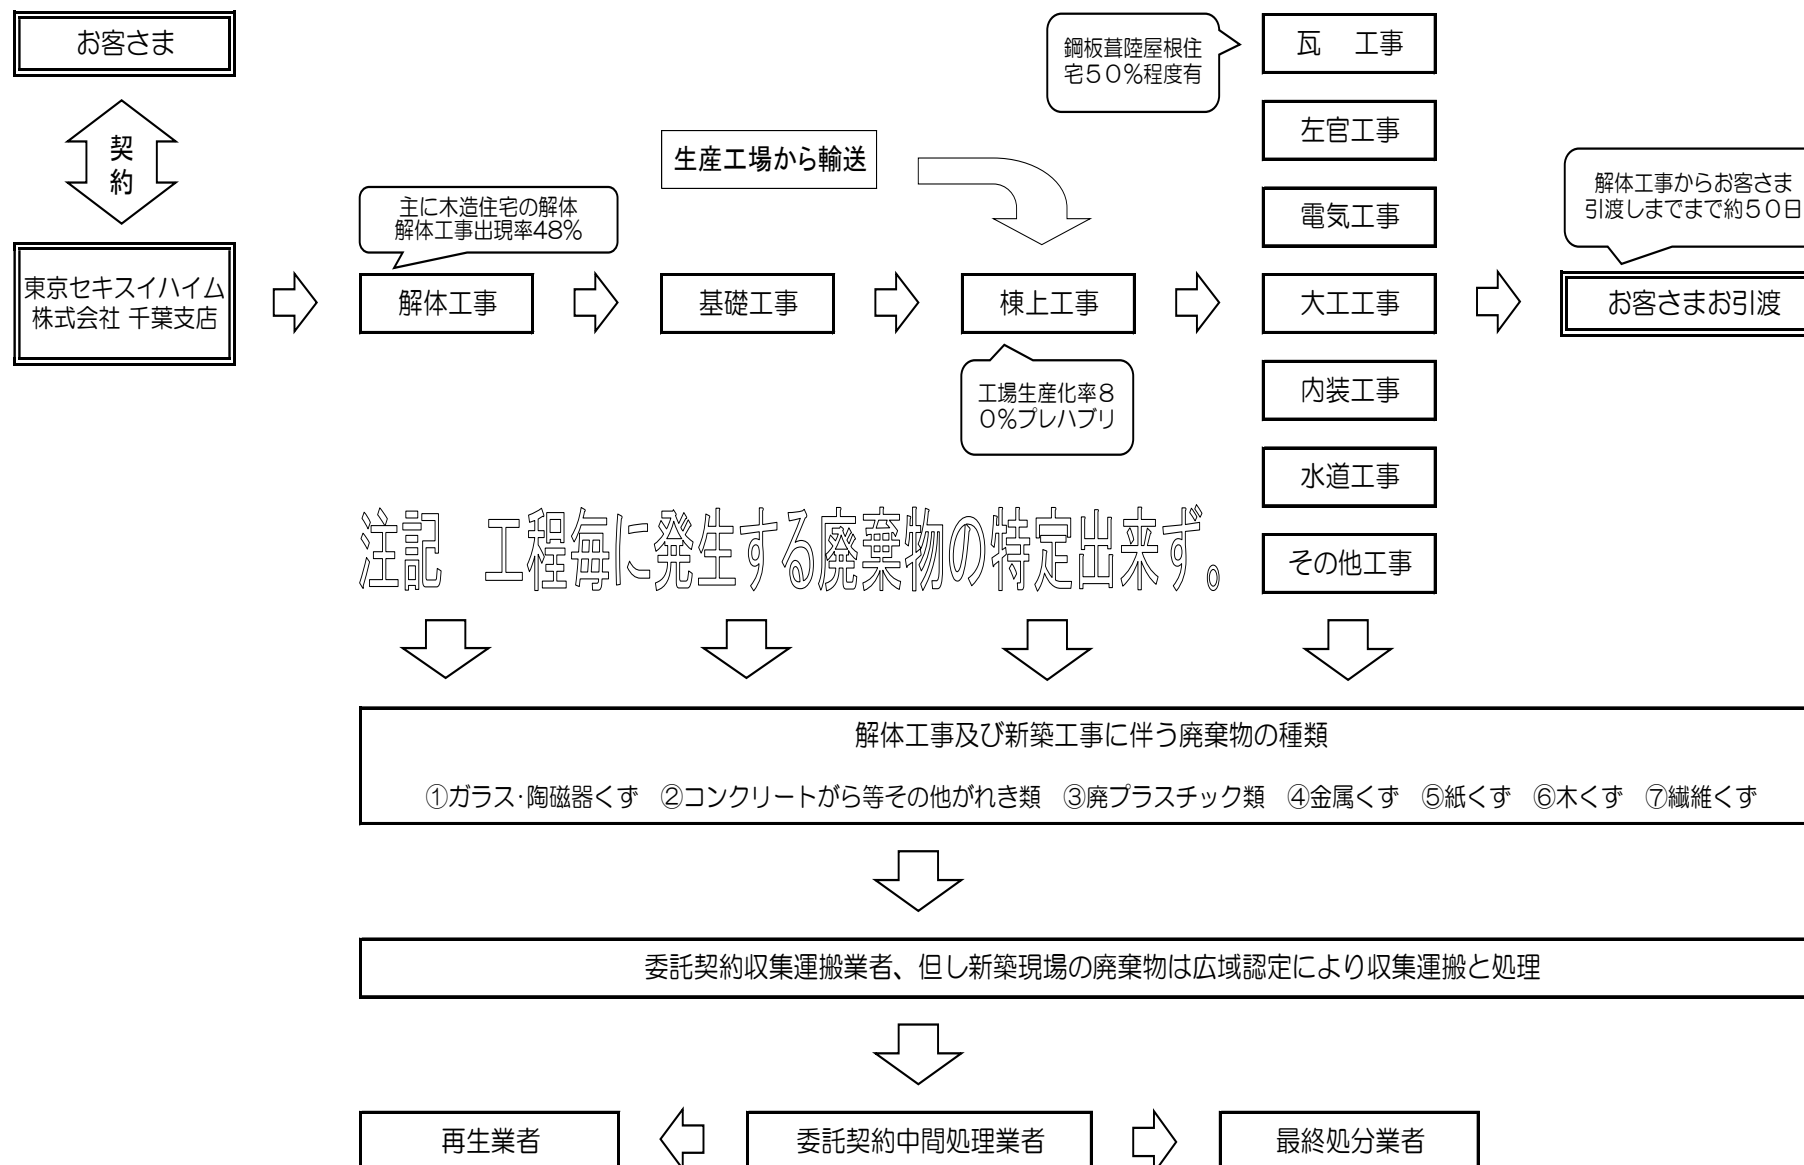 お客さま
契
約
東京セキスイハイム
株式会社 千葉支店
主に木造住宅の解体
解体工事出現率48%
解体工事
生産工場から輸送
基礎工事
棟上工事
工場生産化率8
0%プレハブリ
鋼板葺陸屋根住
宅50%程度有
瓦 工事
左官工事
電気工事
大工工事
内装工事
水道工事
その他工事
解体工事からお客さま
引渡しまでまで約50日
お客さまお引渡
注記 工程毎に発生する廃棄物の特定出来ず。
解体工事及び新築工事に伴う廃棄物の種類
①ガラス・陶磁器くず ②コンクリートがら等その他がれき類 ③廃プラスチック類 ④金属くず ⑤紙くず ⑥木くず ⑦繊維くず
委託契約収集運搬業者、但し新築現場の廃棄物は広域認定により収集運搬と処理
再生業者
委託契約中間処理業者
最終処分業者